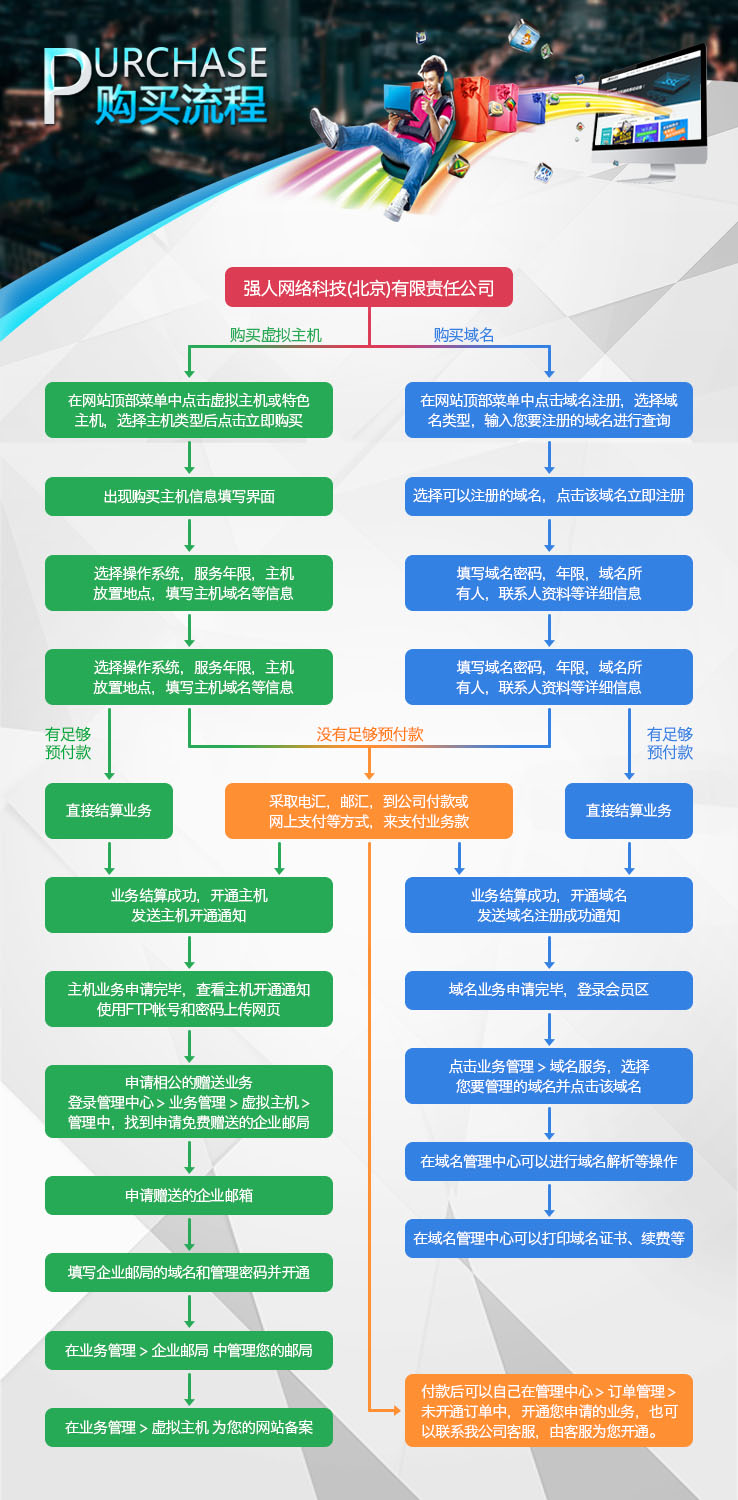 PURCHASE
购买流程
强人网络科技(北京)有限责任公司
购买虚拟主机
购买域名
在网站顶部菜单中点击虚拟主机或特色
主机，选择主机类型后点击立即购买
在网站顶部菜单中点击域名注册，选择域
名类型，输入您要注册的域名进行查询
出现购买主机信息填写界面
选择可以注册的域名，点击该域名立即注册
选择操作系统，服务年限，主机
放置地点，填写主机域名等信息
填写域名密码，年限，域名所
有人，联系人资料等详细信息
选择操作系统，服务年限，主机
放置地点，填写主机域名等信息
填写域名密码，年限，域名所
有人，联系人资料等详细信息
有足够
预付款
没有足够预付款
有足够
预付款
直接结算业务
采取电汇，邮汇，到公司付款或
网上支付等方式，来支付业务款
直接结算业务
业务结算成功，开通主机
发送主机开通通知
业务结算成功，开通域名
发送域名注册成功通知
主机业务申请完毕，查看主机开通通知
使用FTP帐号和密码上传网页
域名业务申请完毕，登录会员区
申请相公的赠送业务
登录管理中心 > 业务管理 > 虚拟主机 >
管理中，找到申请免费赠送的企业邮局
点击业务管理 > 域名服务，选择
您要管理的域名并点击该域名
申请赠送的企业邮箱
在域名管理中心可以进行域名解析等操作
填写企业邮局的域名和管理密码并开通
在域名管理中心可以打印域名证书、续费等
在业务管理 > 企业邮局 中管理您的邮局
在业务管理 > 虚拟主机 为您的网站备案
付款后可以自己在管理中心 > 订单管理 >
未开通订单中，开通您申请的业务，也可
以联系我公司客服，由客服为您开通。